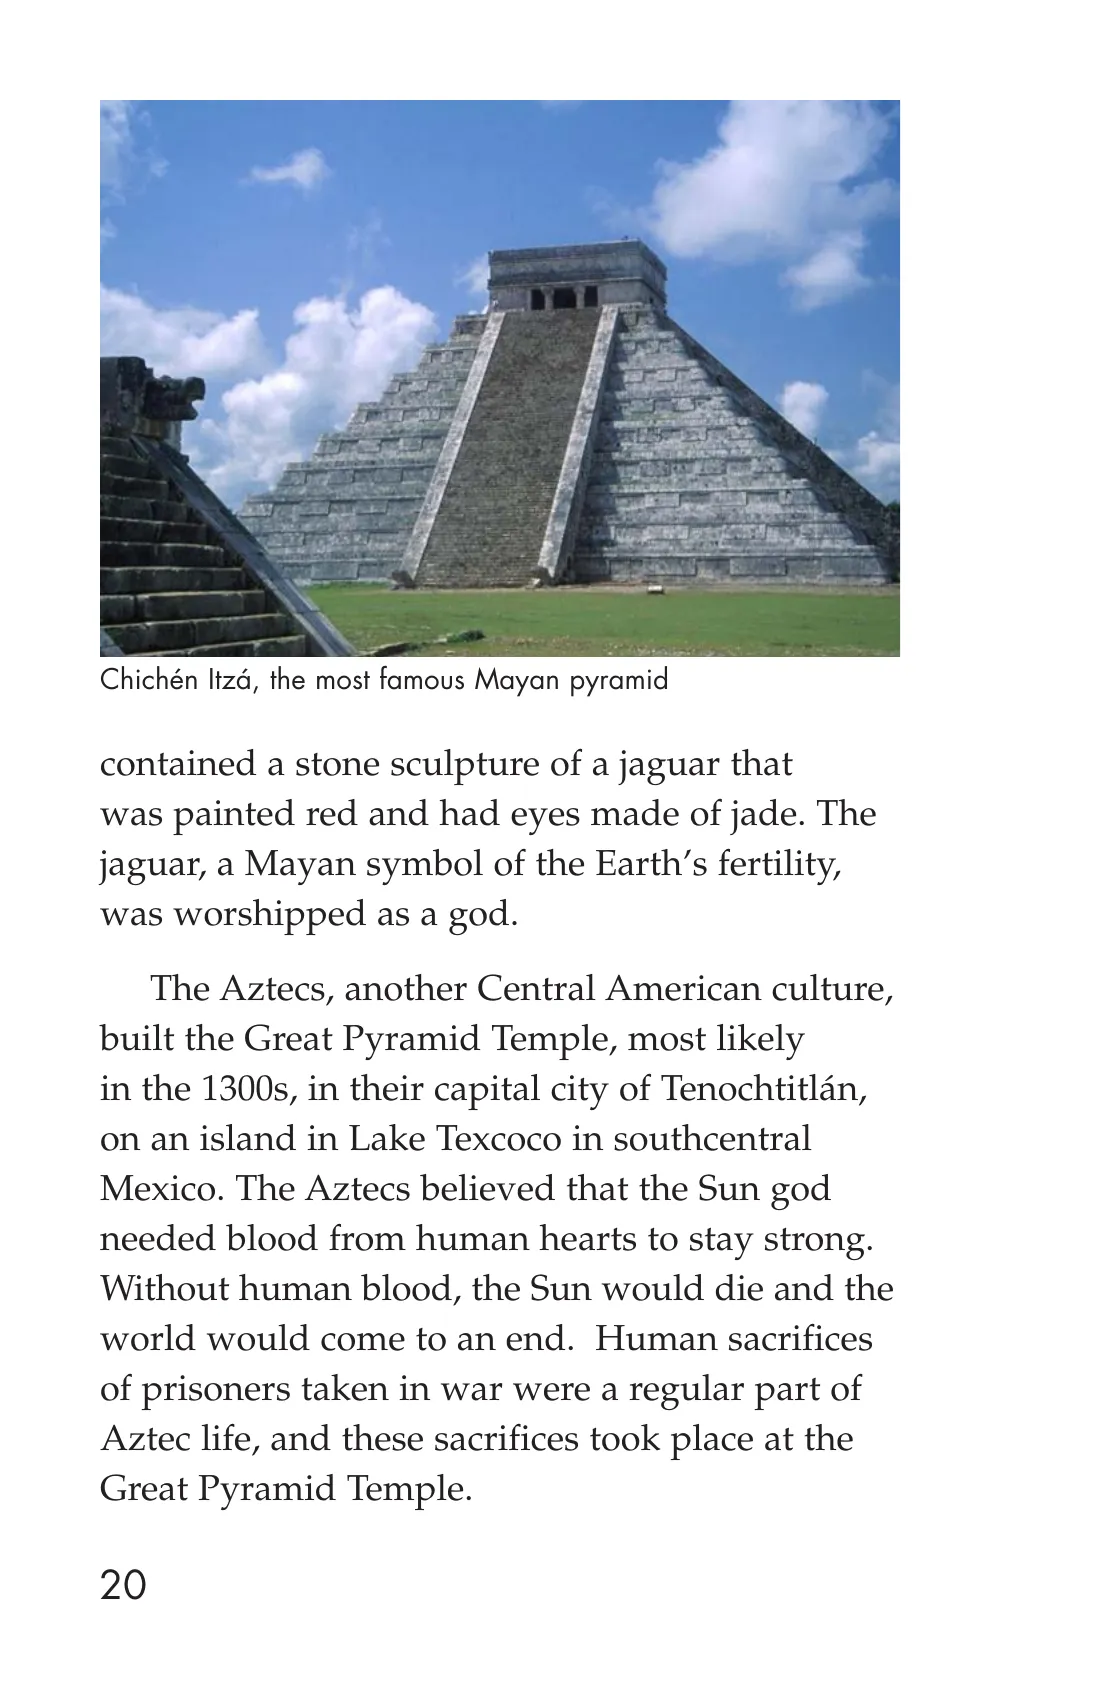 Chichén Itzá, the most famous Mayan pyramid
contained a stone sculpture of a jaguar that
was painted red and had eyes made of jade. The
jaguar, a Mayan symbol of the Earth’s fertility,
was worshipped as a god.
The Aztecs, another Central American culture,
built the Great Pyramid Temple, most likely
in the 1300s, in their capital city of Tenochtitlán,
on an island in Lake Texcoco in southcentral
Mexico. The Aztecs believed that the Sun god
needed blood from human hearts to stay strong.
Without human blood, the Sun would die and the
world would come to an end.  Human sacrifices
of prisoners taken in war were a regular part of
Aztec life, and these sacrifices took place at the
Great Pyramid Temple.
20